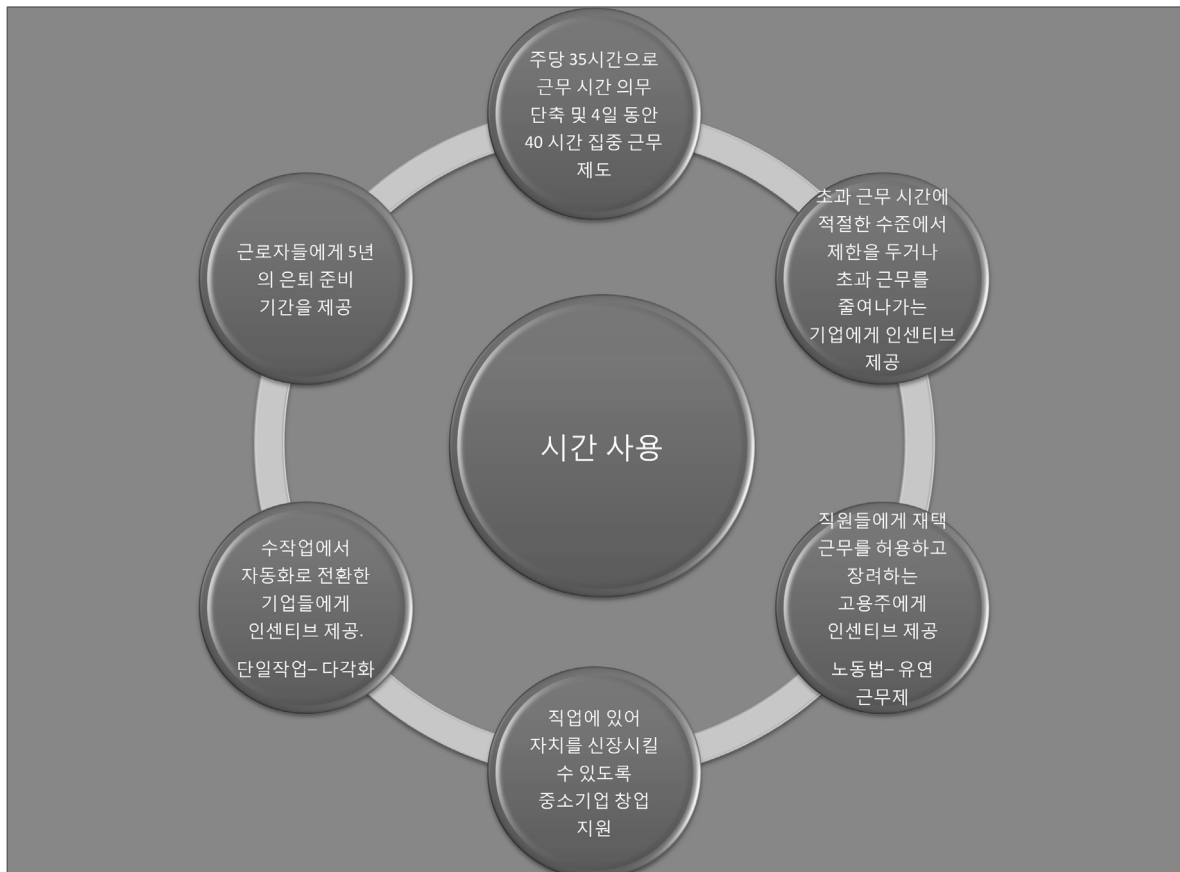 주당 35시간으로
근무 시간 의무
단축 및 4일 동안
40 시간 집중 근무
제도
초과 근무 시간에
적절한 수준에서
제한을 두거나
초과 근무를
줄여나가는
기업에게 인센티브
제공
직원들에게 재택
근무를 허용하고
장려하는
고용주에게
인센티브 제공
노동법– 유연
근무제
직업에 있어
자치를 신장시킬
수 있도록
중소기업 창업
지원
수작업에서
자동화로 전환한
기업들에게
인센티브 제공.
단일작업– 다각화
근로자들에게 5년
의 은퇴 준비
기간을 제공
시간 사용